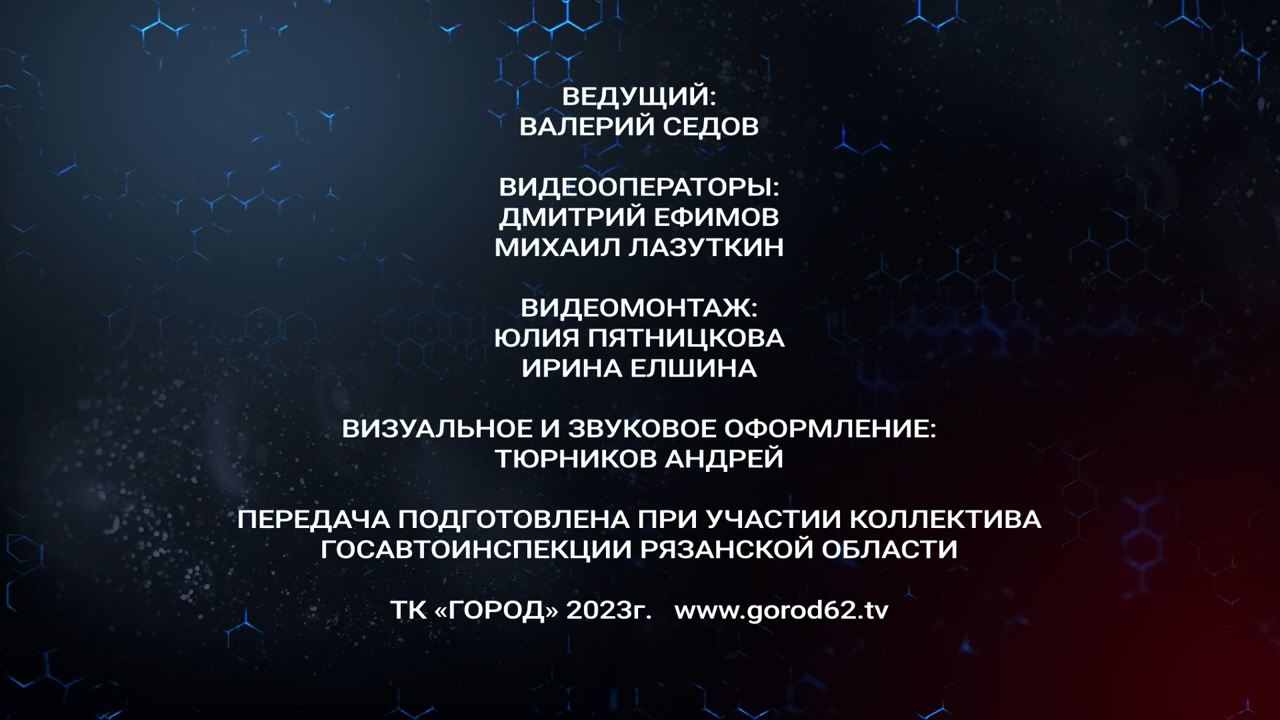 ВЕДУЩИЙ:
ВАЛЕРИЙ СЕДОВ
ВИДЕООПЕРАТОРЫ:
ДМИТРИЙ ЕФИМОВ
МИХАИЛ ЛАЗУТКИН
ВИДЕОМОНТАЖ:
ЮЛИЯ ПЯТНИЦКОВА
ИРИНА ЕЛШИНА
ВИЗУАЛЬНОЕ И ЗВУКОВОЕ ОФОРМЛЕНИЕ:
ТЮРНИКОВ АНДРЕЙ
ПЕРЕДАЧА ПОДГОТОВЛЕНА ПРИ УЧАСТИИ КОЛЛЕКТИВА
ГОСАВТОИНСПЕКЦИИ РЯЗАНСКОЙ ОБЛАСТИ
ТК «ГОРОД» 2023г. www.gorod62.tv